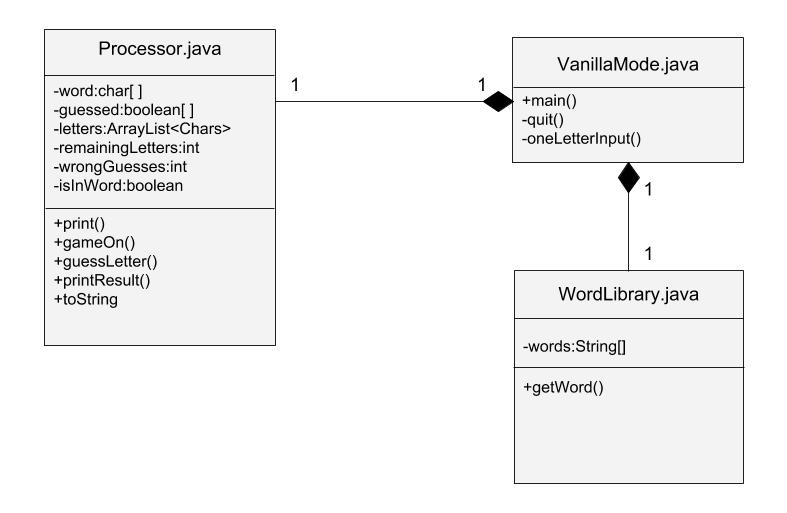 Processor.java
-word:char[ ]
-guessed:boolean[ ]
-letters:ArrayList<Chars>
-remainingLetters:int
-wrongGuesses:int
-isInWord:boolean
+print()
+gameOn()
+guessLetter()
+printResult()
+toString
1
1
VanillaMode.java
+main()
-quit()
-oneLetterInput()
1
1
WordLibrary.java
-words:String[]
+getWord()